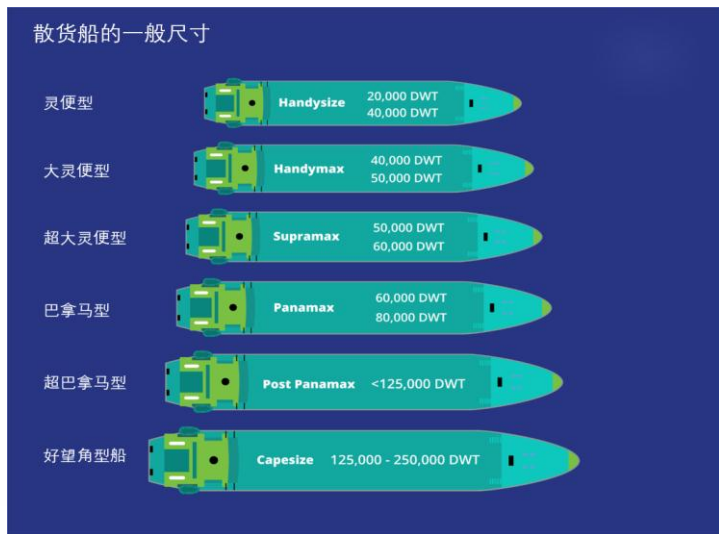 散货船的一般尺寸
灵便型
Handysize
20,000 DWT
40,000 DWT
大灵便型
Handymax
40,000 DWT
50,000 DWT
超大灵便型
Supramax
50,000 DWT
60,000 DWT
巴拿马型
Panamax
60,000 DWT
80,000 DWT
超巴拿马型
Post Panamax
<125,000 DWT
好望角型船
Capesize
125,000 - 250,000 DWT